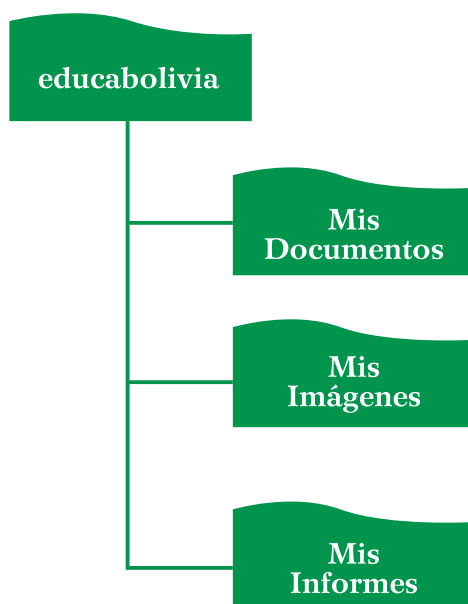 educabolivia
Mis
Documentos
Mis
Imágenes
Mis
Informes